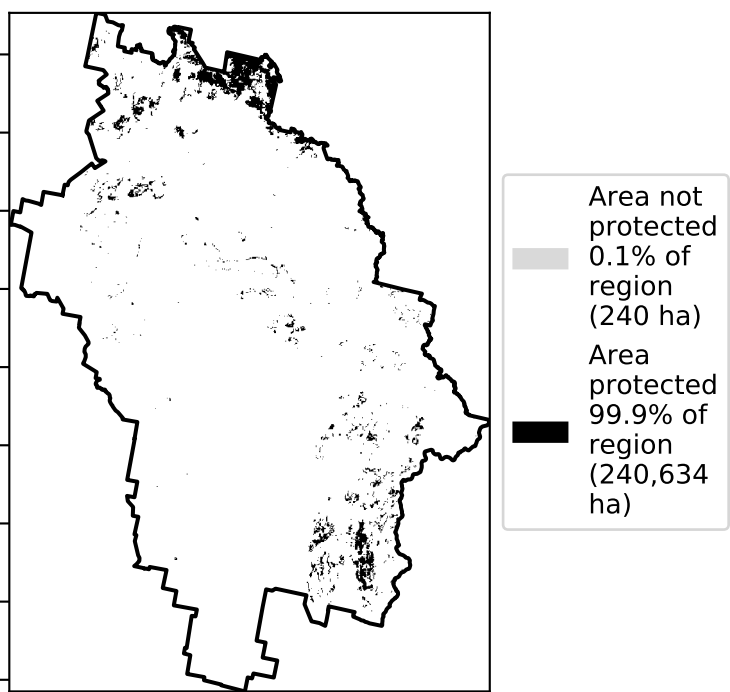 Area not
protected
0.1% of
region
(240 ha)
Area
protected
99.9% of
region
(240,634
ha)